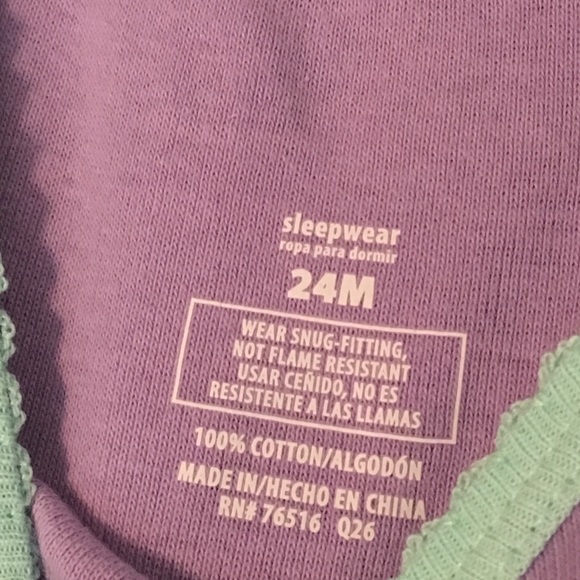 sleepwear
ropa para dormir
24M
WEAR SNUG-FITTING,
NOT FLAME RESISTANT
USAR CEÑIDO, NO ES
RESISTENTE A LAS LLAMAS
100% COTTON/ALGODÓN
MADE IN/HECHO EN CHINA
RN# 76516 Q26